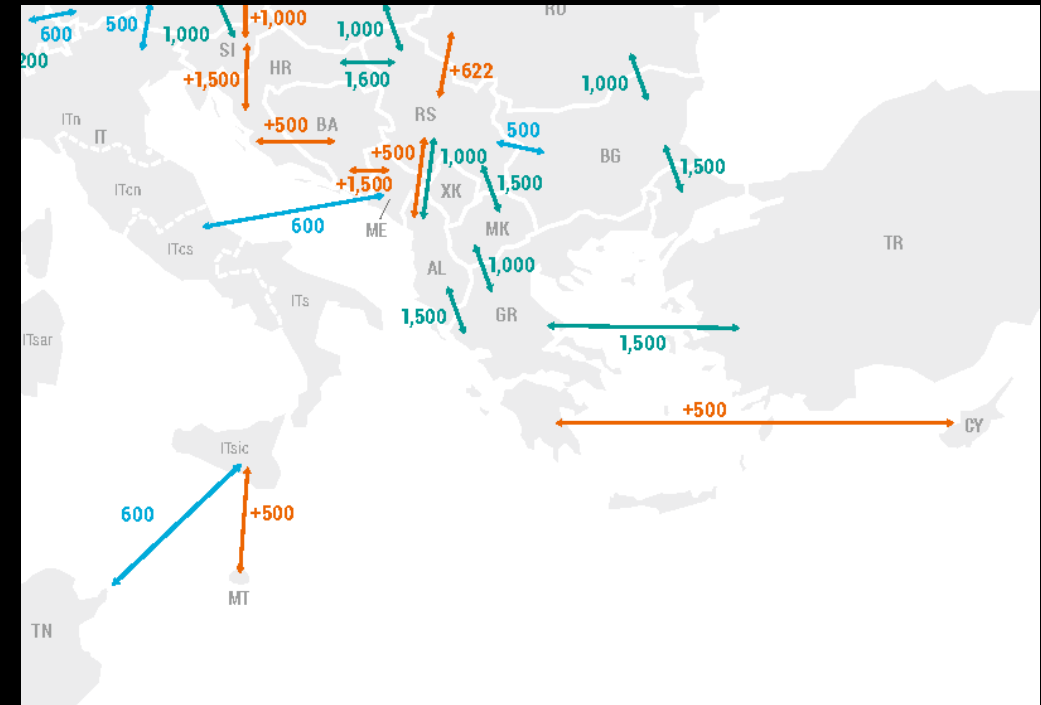 RO
+1,000
500
600
1,000
1,000
SI
200
HR
+622
+1,500
1,600
1,000
RS
ITn
IT
+500
BA
500
+500
1,000
BG
1,500
+1,500
1,500
XK
ITcn
600
ME
MK
TR
ITcs
AL
1,000
ITs
GR
1,500
ITsar
1,500
+500
CY
ITsic
600
+500
MT
TN